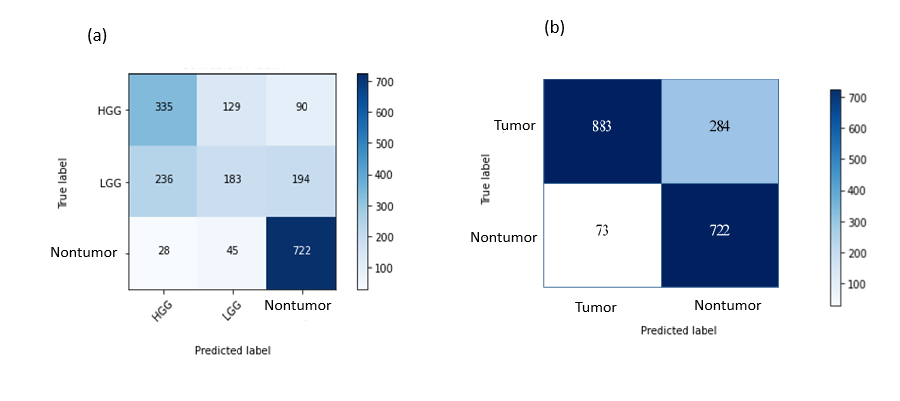 (a)
HGG
335
129
90
LGG
236
183
194
Nontumor
28
45
722
True label
HGG
LGG
Nontumor
Predicted label
700
600
500
400
300
200
100
(b)
Tumor
883
284
Nontumor
73
722
True label
Tumor
Nontumor
Predicted label
700
600
500
400
300
200
100